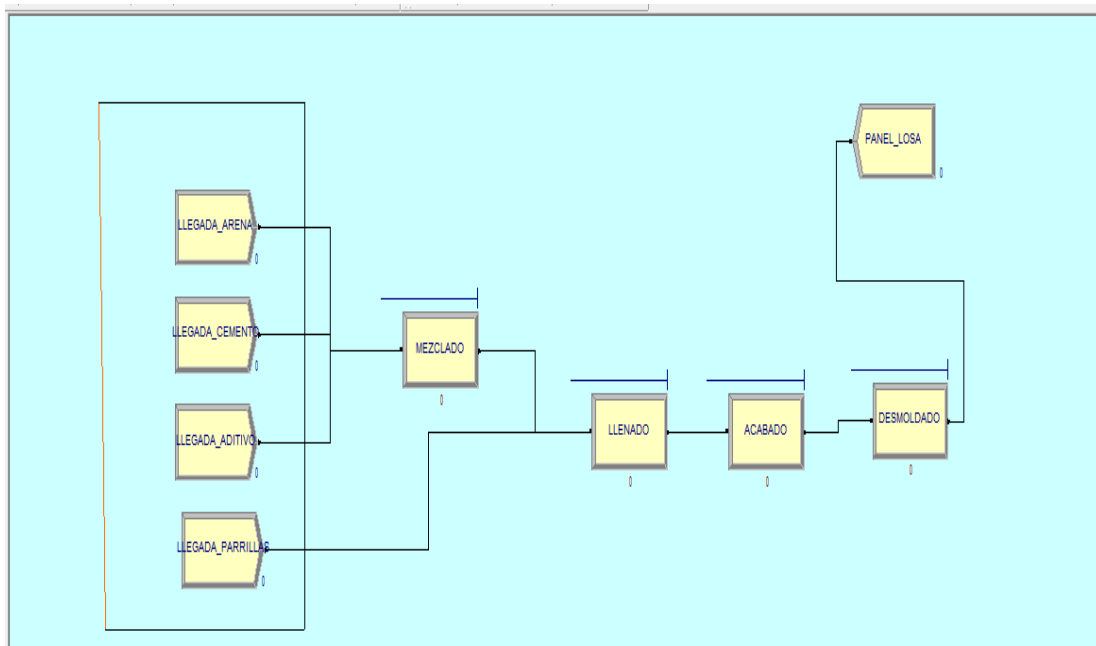 PANEL_LOSA
0
LLEGADA_ARENA
0
LLEGADA_CEMENTO
0
MEZCLADO
0
LLEGADA_ADITIVO
0
LLENADO
0
ACABADO
0
DESMOLDADO
0
LLEGADA_PARRILLAS
0